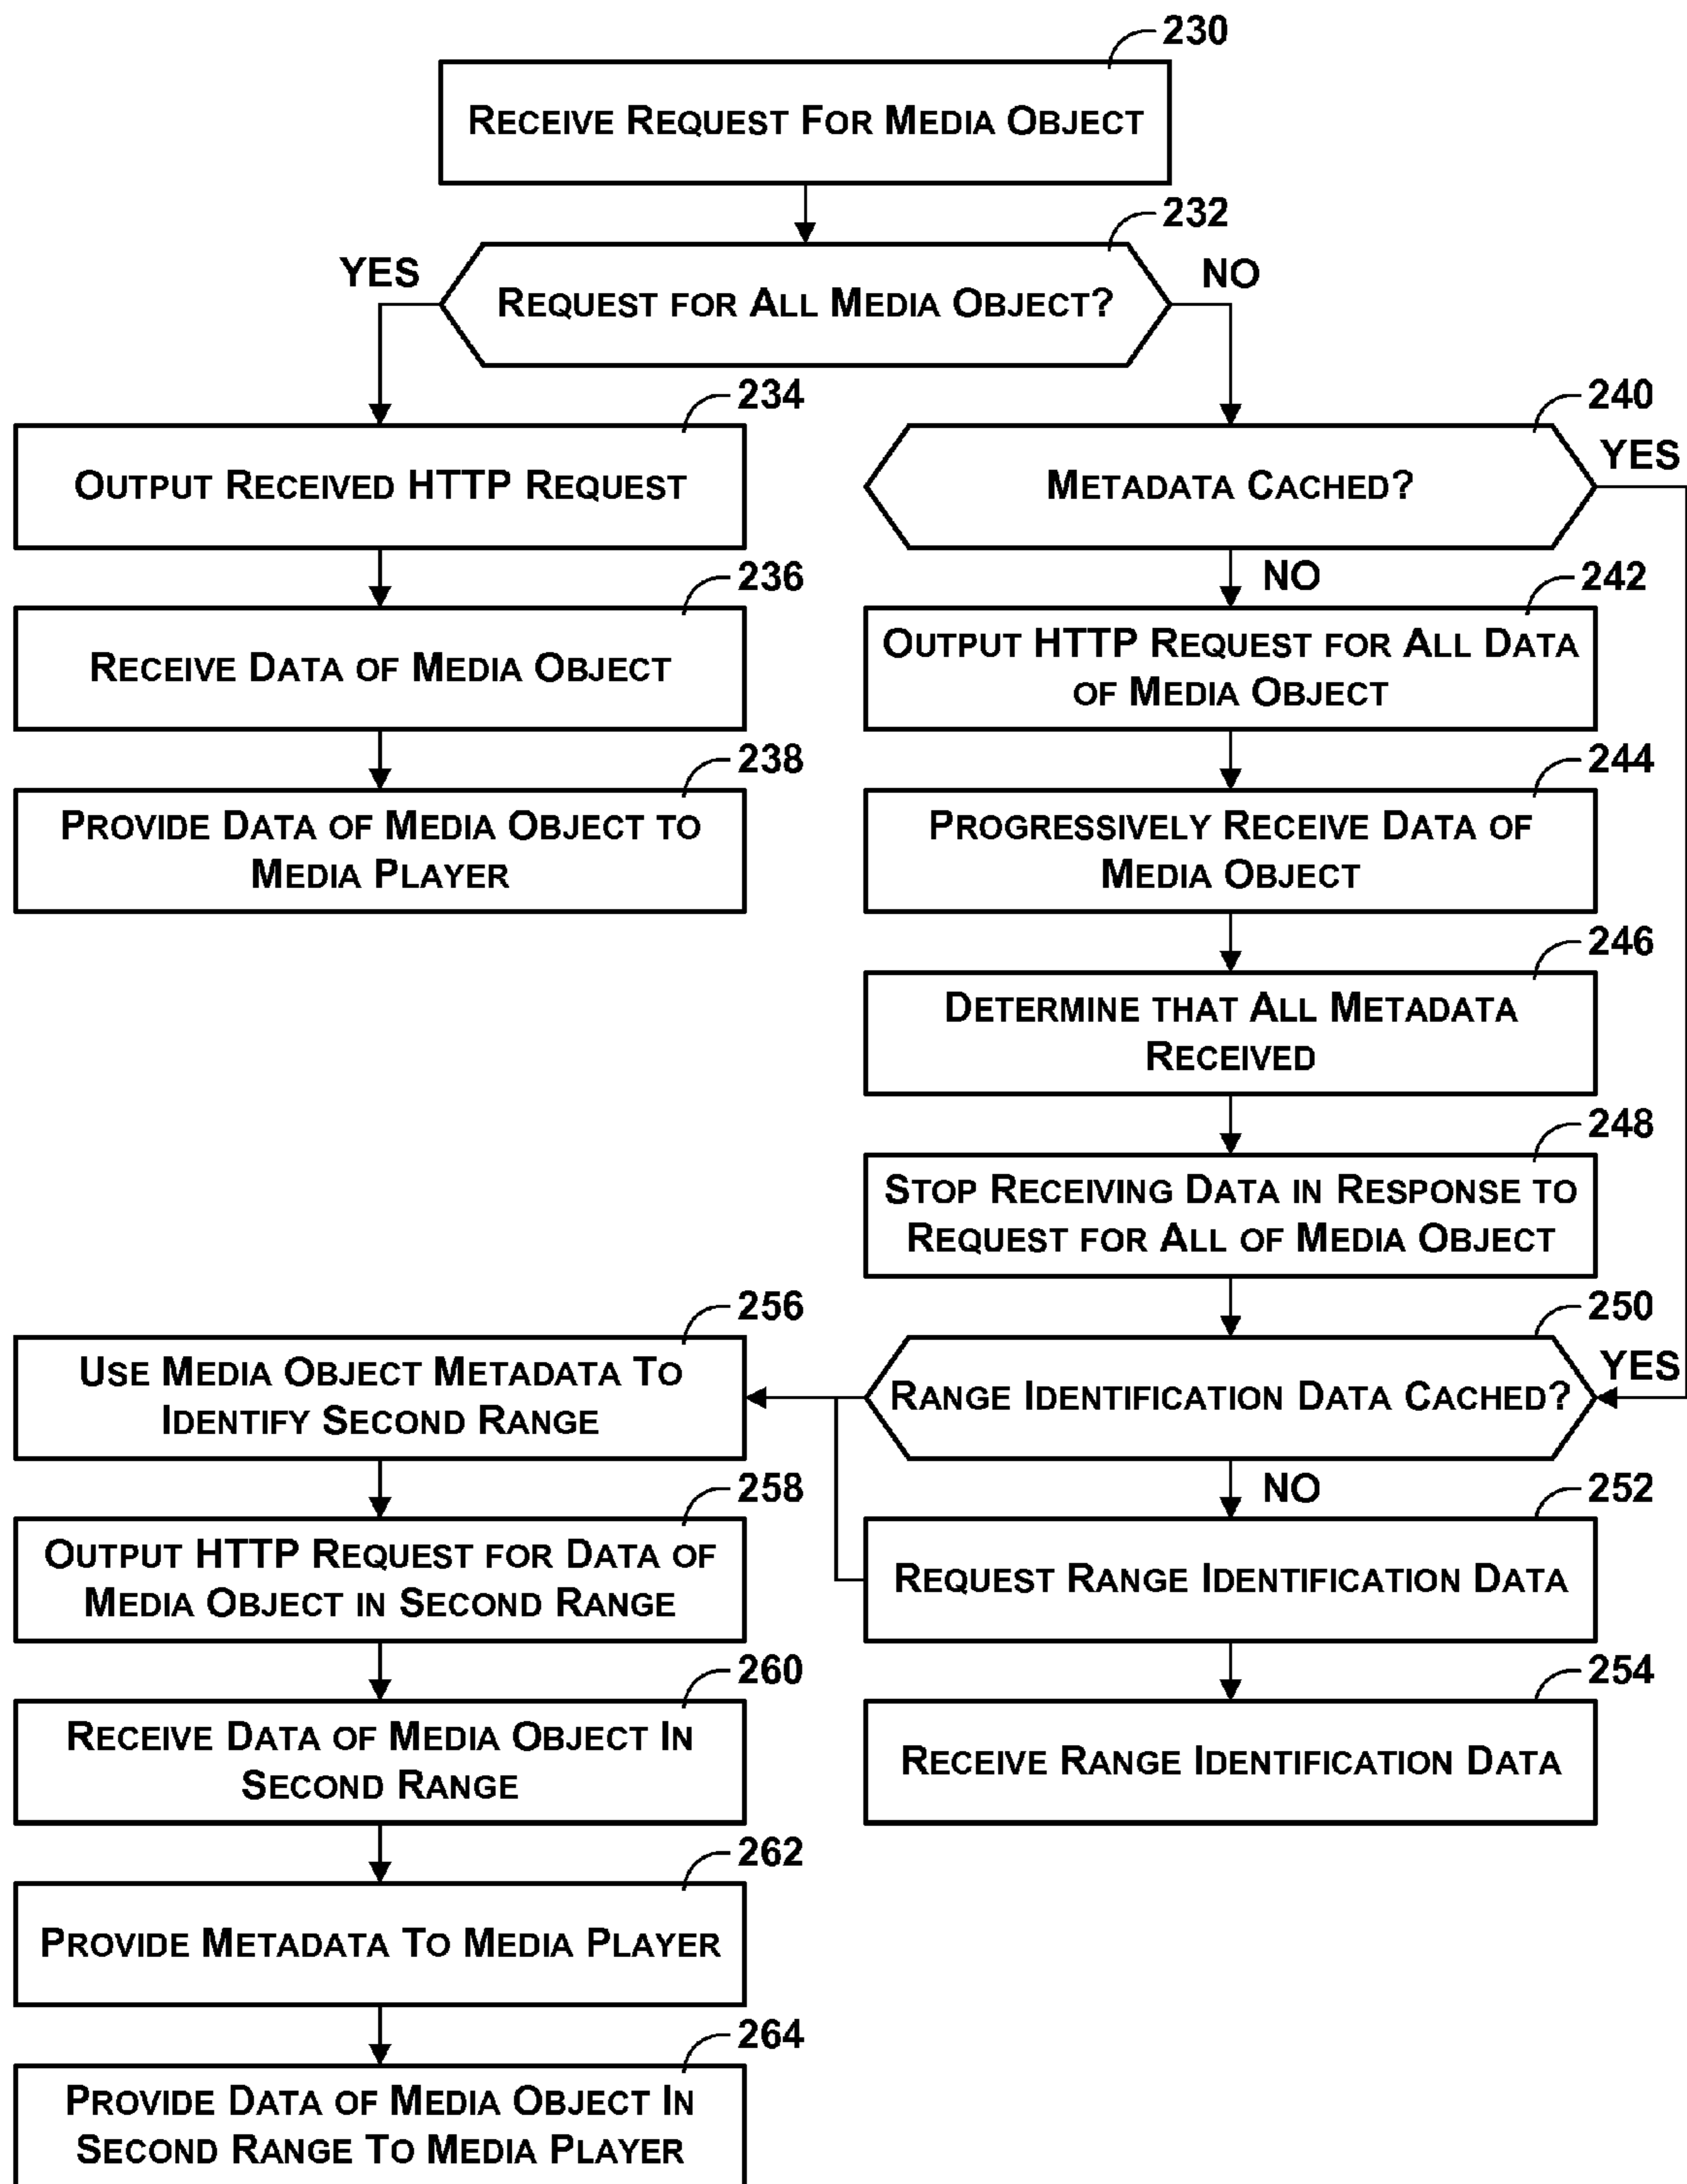 230
RECEIVE REQUEST FOR MEDIA OBJECT
232
YES
REQUEST FOR ALL MEDIA OBJECT?
NO
234
OUTPUT RECEIVED HTTP REQUEST
236
RECEIVE DATA OF MEDIA OBJECT
238
PROVIDE DATA OF MEDIA OBJECT TO
MEDIA PLAYER
240
YES
METADATA CACHED?
NO
242
OUTPUT HTTP REQUEST FOR ALL DATA
OF MEDIA OBJECT
244
PROGRESSIVELY RECEIVE DATA OF
MEDIA OBJECT
246
DETERMINE THAT ALL METADATA
RECEIVED
248
STOP RECEIVING DATA IN RESPONSE TO
REQUEST FOR ALL OF MEDIA OBJECT
250
YES
RANGE IDENTIFICATION DATA CACHED?
NO
252
REQUEST RANGE IDENTIFICATION DATA
254
RECEIVE RANGE IDENTIFICATION DATA
256
USE MEDIA OBJECT METADATA TO
IDENTIFY SECOND RANGE
258
OUTPUT HTTP REQUEST FOR DATA OF
MEDIA OBJECT IN SECOND RANGE
260
RECEIVE DATA OF MEDIA OBJECT IN
SECOND RANGE
262
PROVIDE METADATA TO MEDIA PLAYER
264
PROVIDE DATA OF MEDIA OBJECT IN
SECOND RANGE TO MEDIA PLAYER